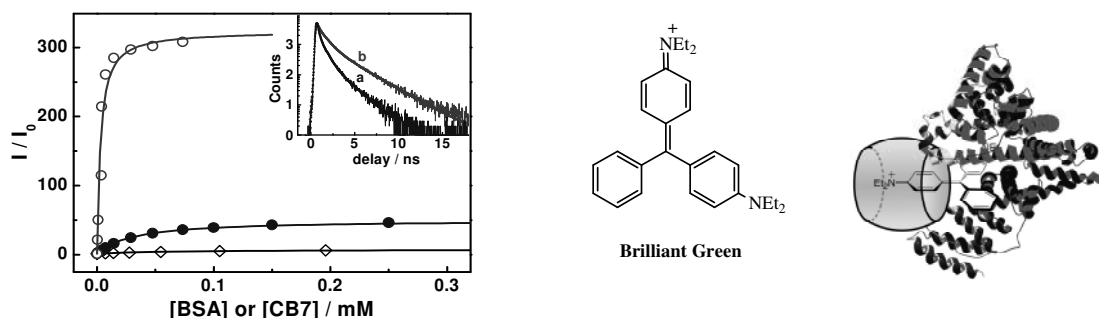 300
200
100
0
I / I₀
0.0
0.1
0.2
0.3
[BSA] or [CB7] / mM
3
2
1
0
Counts
b
a
0
5
10
15
delay / ns
+
NEt₂
NEt₂
Brilliant Green
+
Et₂N